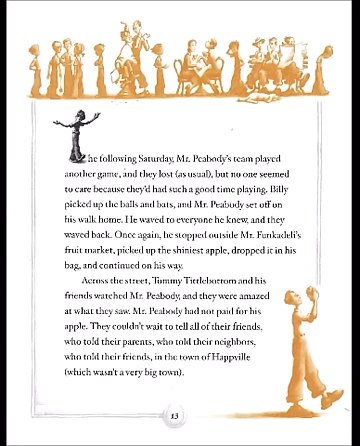 The following Saturday, Mr. Peabody's team played
another game, and they lost (as usual), but no one seemed
to care because they'd had such a good time playing. Billy
picked up the balls and bats, and Mr. Peabody set off on
his walk home. He waved to everyone he knew, and they
waved back. Once again, he stopped outside Mr. Funkadeli's
fruit market, picked up the shiniest apple, dropped it in his
bag, and continued on his way.
Across the street, Tommy Tittlebottom and his
friends watched Mr. Peabody, and they were amazed
at what they saw. Mr. Peabody had not paid for his
apple. They couldn't wait to tell all of their friends,
who told their parents, who told their neighbors,
who told their friends, in the town of Happville
(which wasn't a very big town).
13